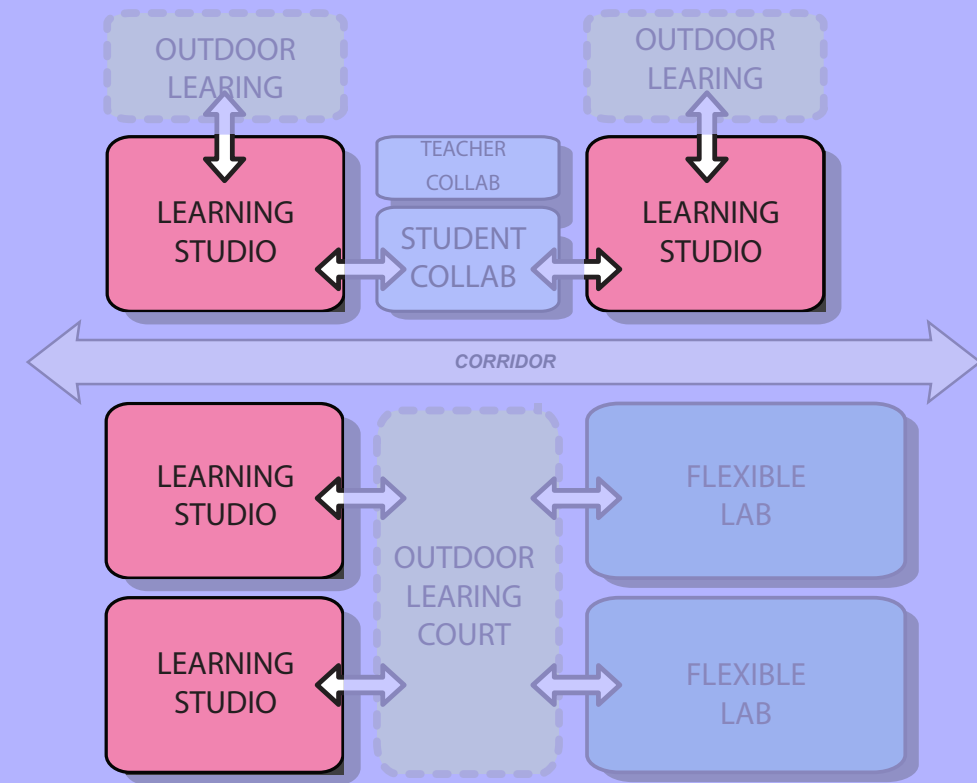 OUTDOOR
LEARING
OUTDOOR
LEARING
LEARNING
STUDIO
TEACHER
COLLAB
STUDENT
COLLAB
LEARNING
STUDIO
CORRIDOR
LEARNING
STUDIO
OUTDOOR
LEARING
COURT
FLEXIBLE
LAB
LEARNING
STUDIO
FLEXIBLE
LAB